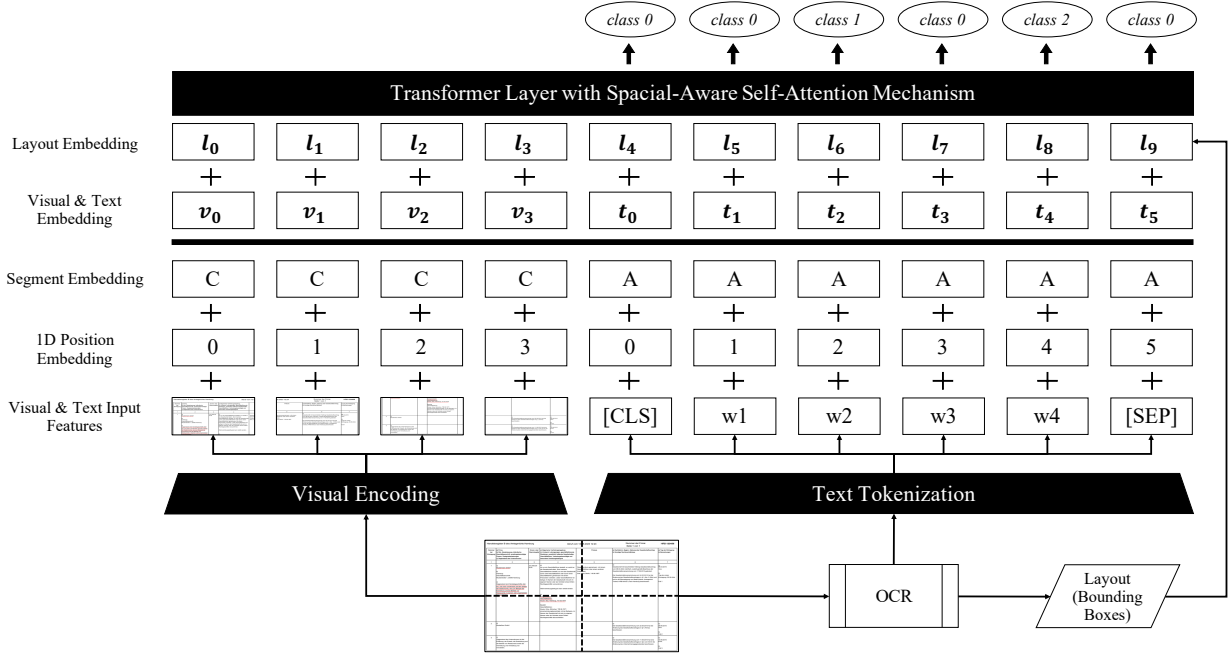 class 0 class 0 class 1 class 0 class 2 class 0
Transformer Layer with Spacial-Aware Self-Attention Mechanism
Layout Embedding
l0 l1 l2 l3 l4 l5 l6 l7 l8 l9
+ + + + + + + + + +
Visual & Text
Embedding
v0 v1 v2 v3 t0 t1 t2 t3 t4 t5
Segment Embedding
C C C C A A A A A A
+ + + + + + + + + +
1D Position
Embedding
0 1 2 3 0 1 2 3 4 5
+ + + + + + + + + +
Visual & Text Input
Features
[CLS] w1 w2 w3 w4 [SEP]
Visual Encoding
Text Tokenization
OCR
Layout
(Bounding
Boxes)